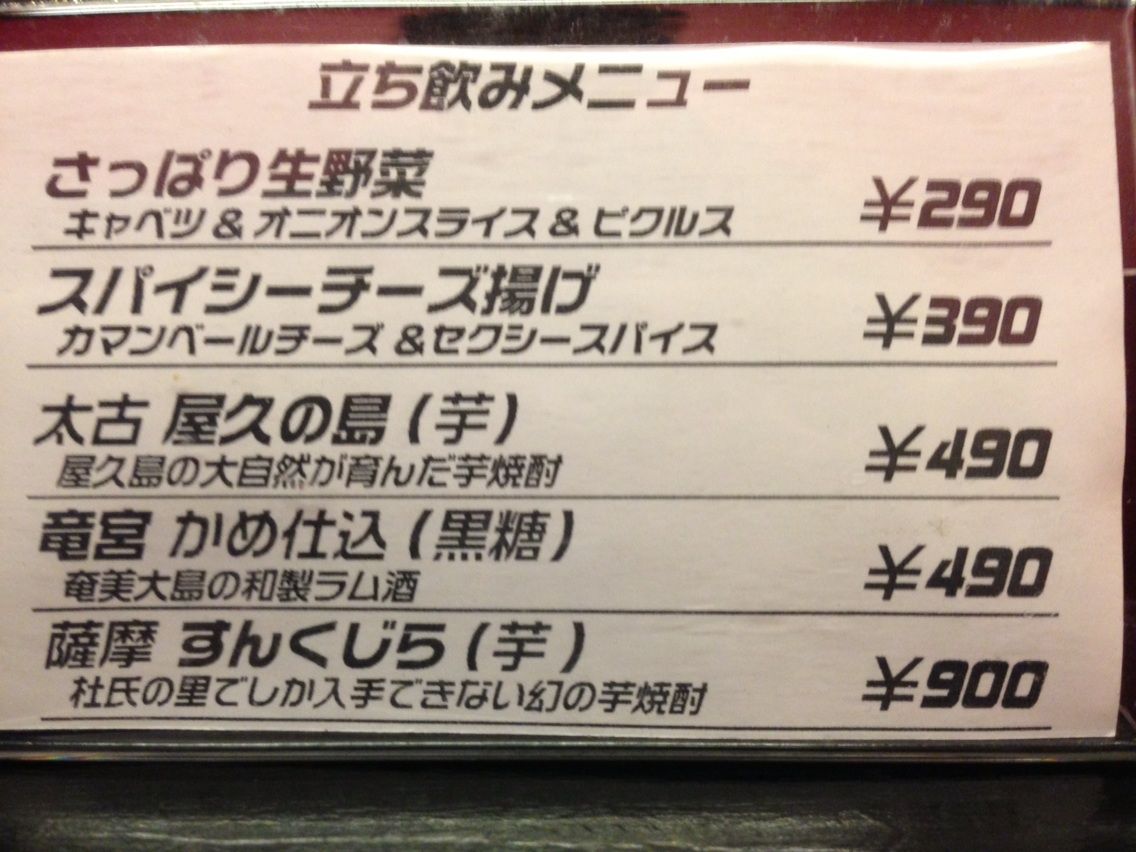 立ち飲みメニュー
さっぱり生野菜
キャベツ & オニオンスライス & ピクルス ¥290
スパイシーチーズ揚げ
カマンベールチーズ &セクシースパイス ¥390
太古 屋久の島 (芋)
屋久島の大自然が育んだ芋焼酎 ¥490
竜宮 かめ仕込 (黒糖)
奄美大島の和製ラム酒 ¥490
薩摩 すんくじら (芋)
杜氏の里でしか入手できない幻の芋焼酎 ¥900